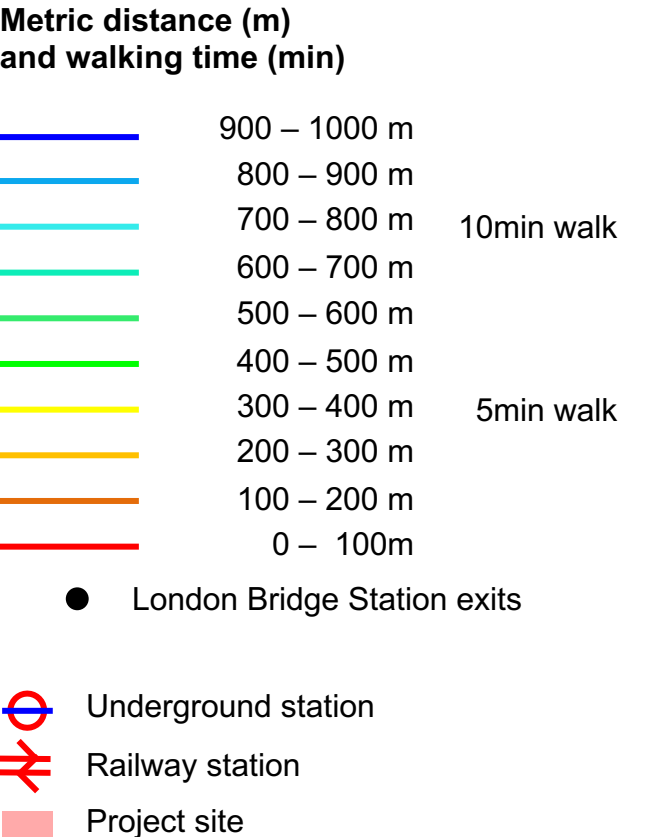 Metric distance (m)
and walking time (min)
900 – 1000 m
800 – 900 m
700 – 800 m 10min walk
600 – 700 m
500 – 600 m
400 – 500 m
300 – 400 m 5min walk
200 – 300 m
100 – 200 m
0 – 100m
London Bridge Station exits
Underground station
Railway station
Project site